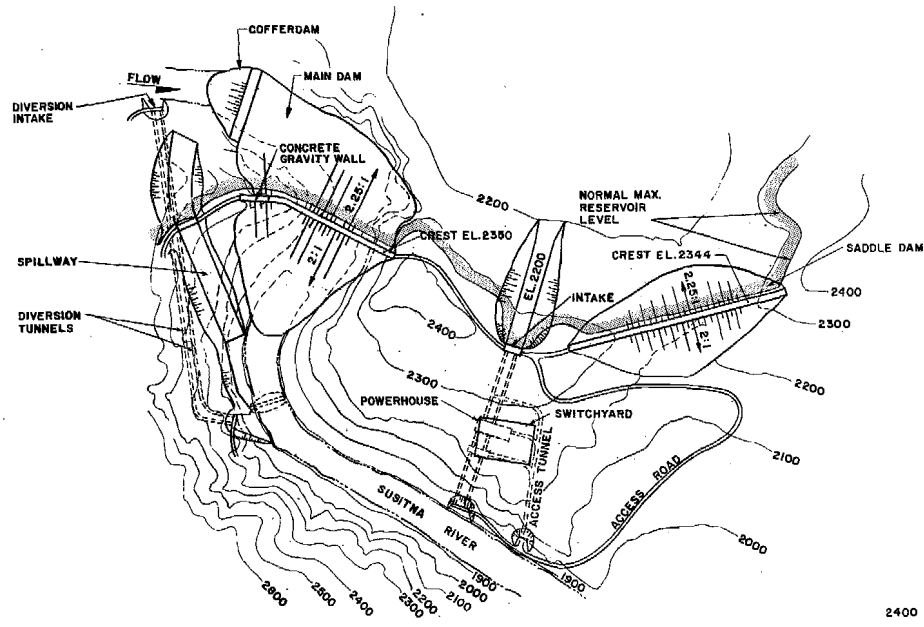 COFFERDAM
FLOW
MAIN DAM
DIVERSION
INTAKE
CONCRETE
GRAVITY WALL
2.25:1
2:1
2200
NORMAL MAX.
RESERVOIR
LEVEL
CREST EL.2350
CREST EL.2344
SADDLE DAM
SPILLWAY
EL.2200
INTAKE
2.25:1
2:1
2400
2300
DIVERSION
TUNNELS
2400
2300
2200
POWERHOUSE
SWITCHYARD
ACCESS TUNNEL
ACCESS ROAD
2100
SUSITNA
RIVER
2000
1900
1900
2000
2100
2200
2300
2400
2500
2600
2400